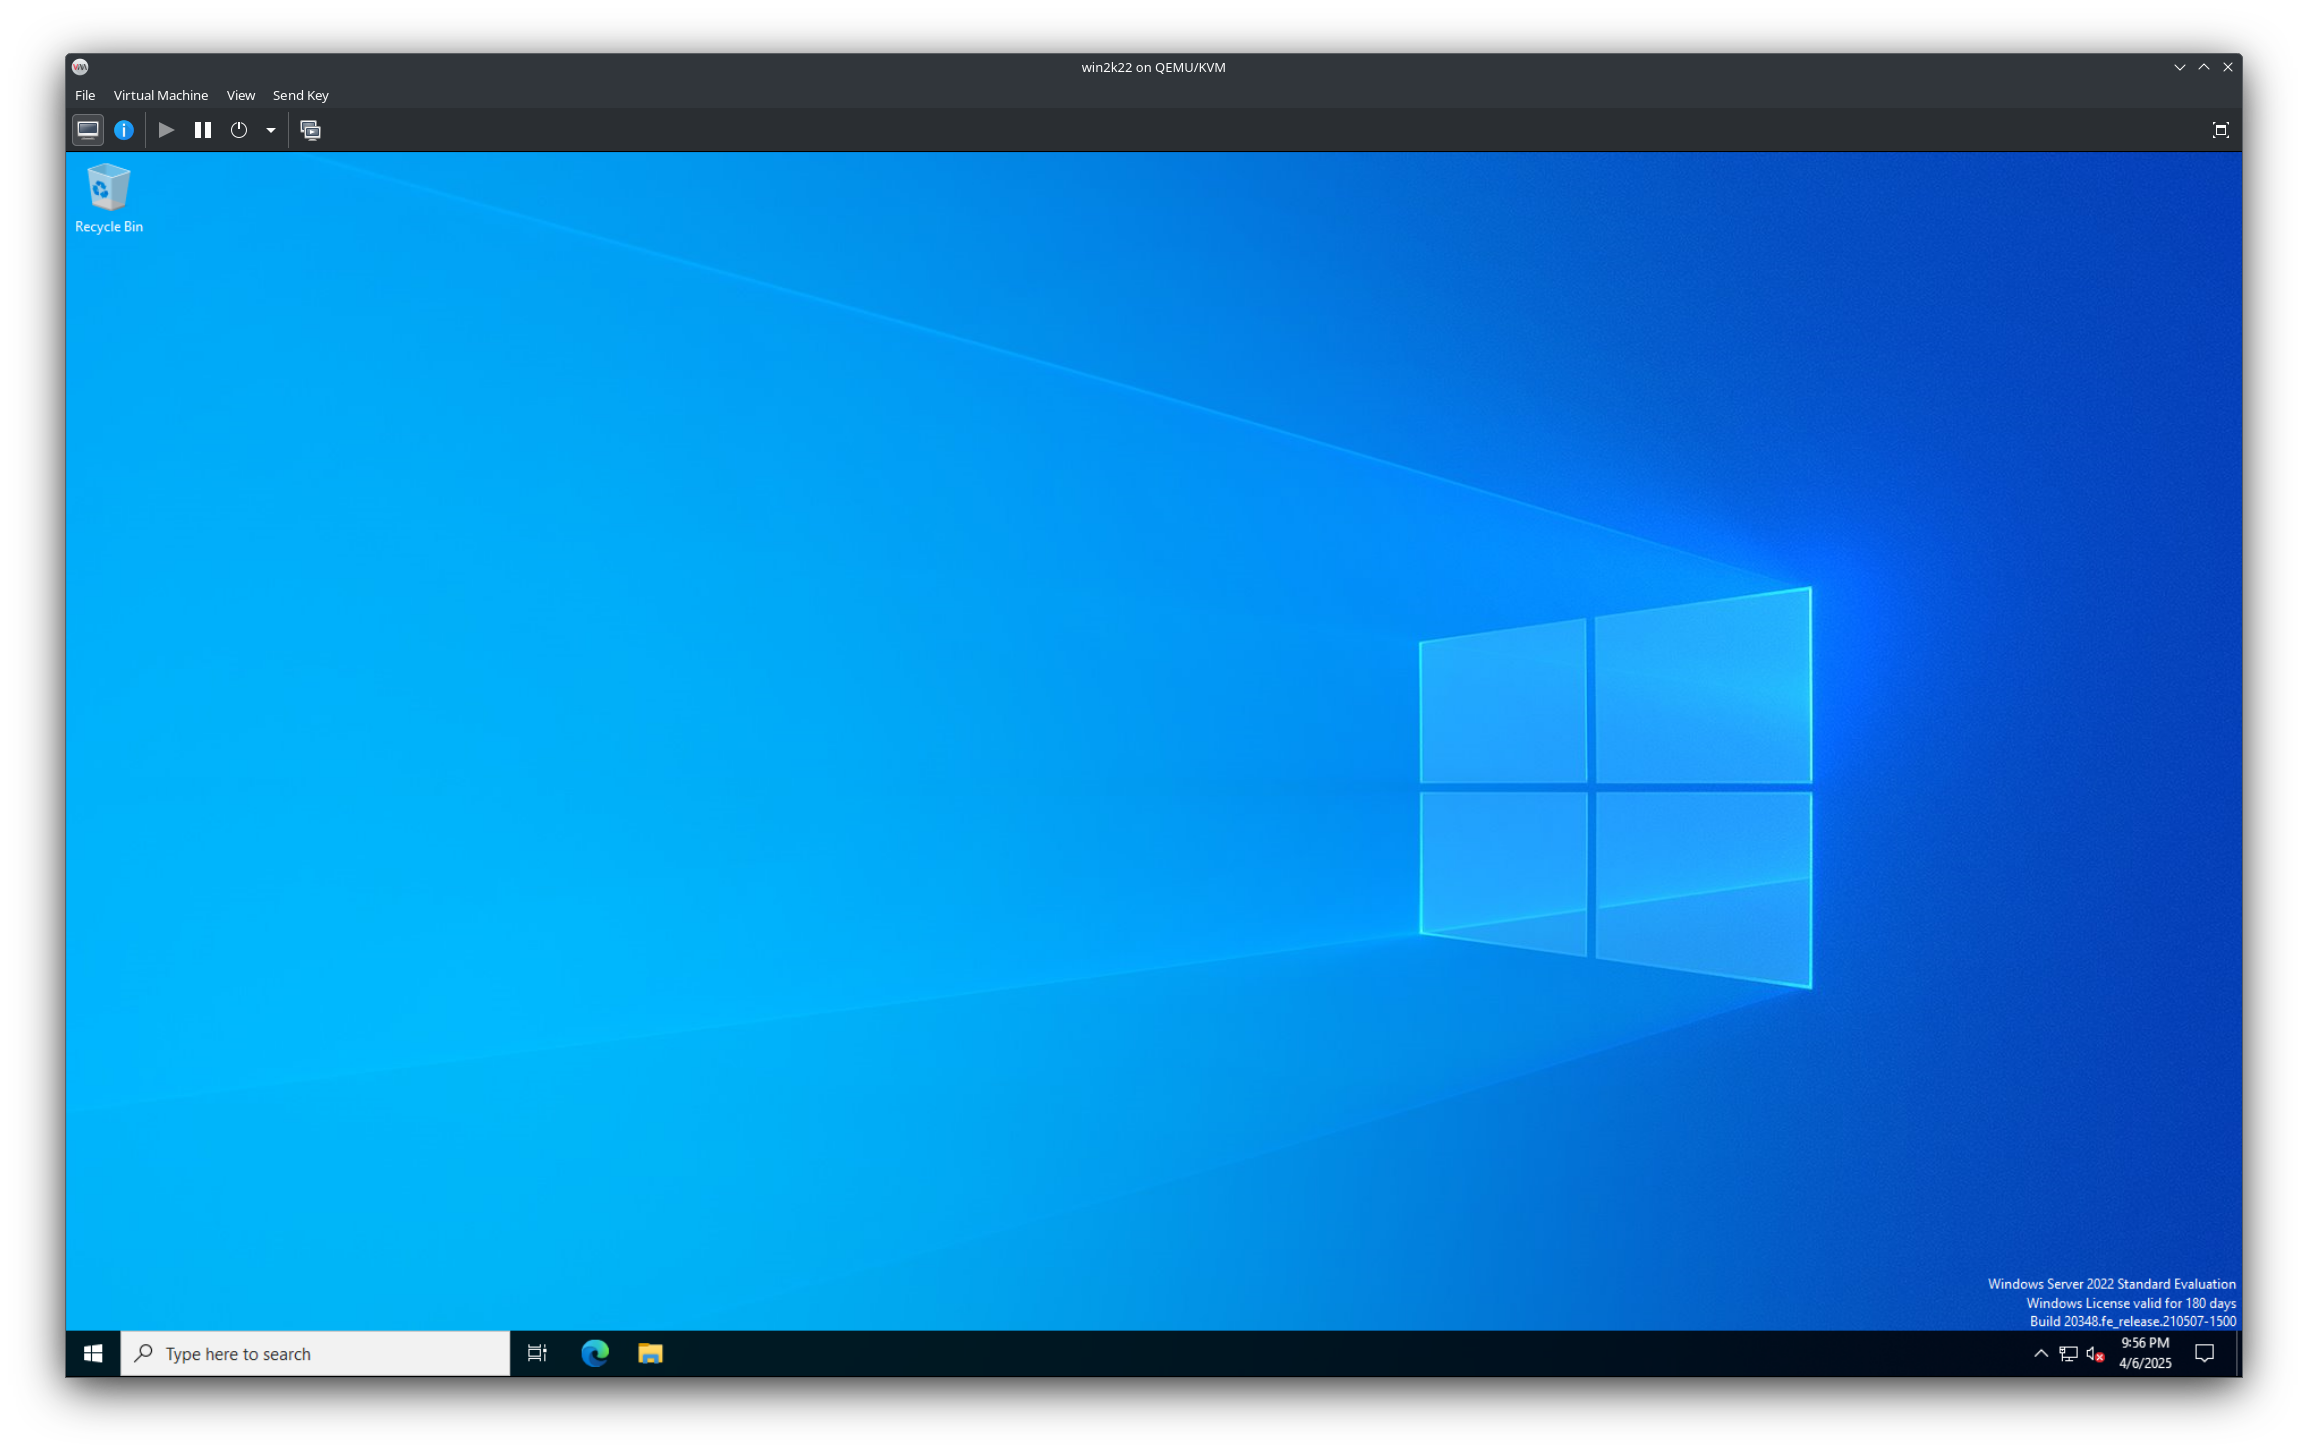 win2k22 on QEMU/KVM
File Virtual Machine View Send Key
Recycle Bin
Windows Server 2022 Standard Evaluation
Windows License valid for 180 days
Build 20348.fe_release.210507-1500
Type here to search
9:56 PM
4/6/2025